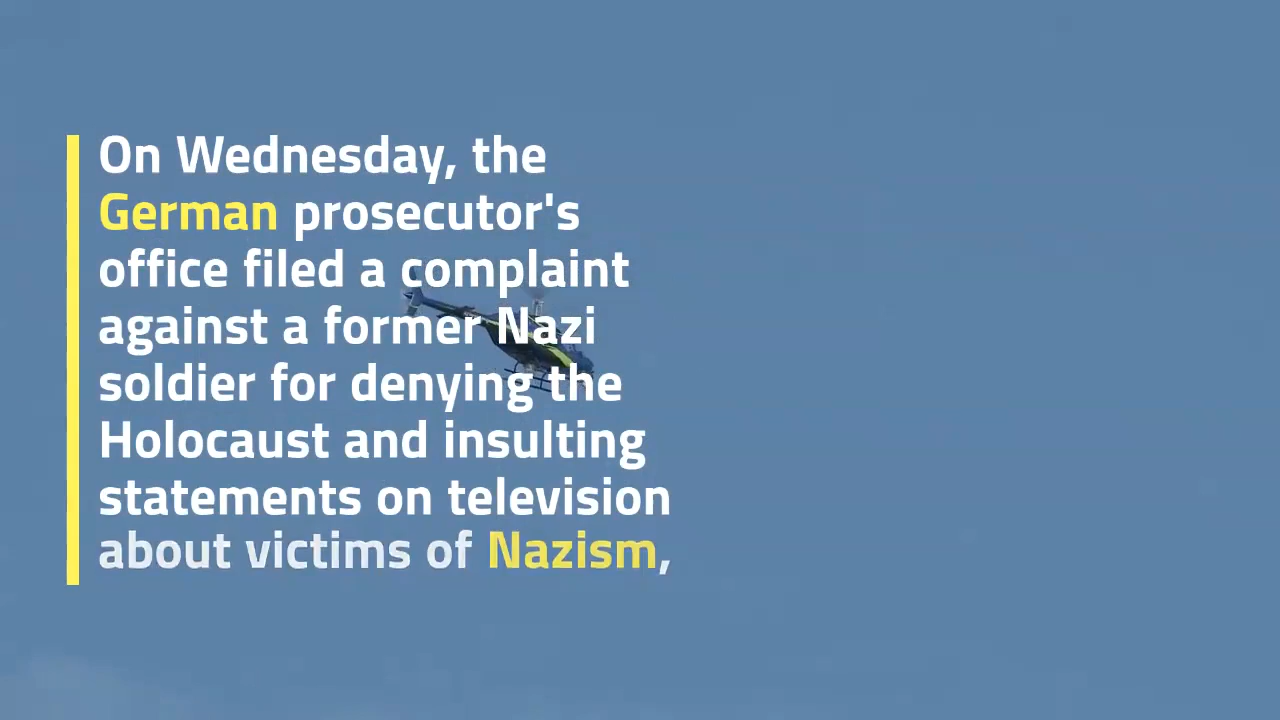 On Wednesday, the
German prosecutor's
office filed a complaint
against a former Nazi
soldier for denying the
Holocaust and insulting
statements on television
about victims of Nazism,